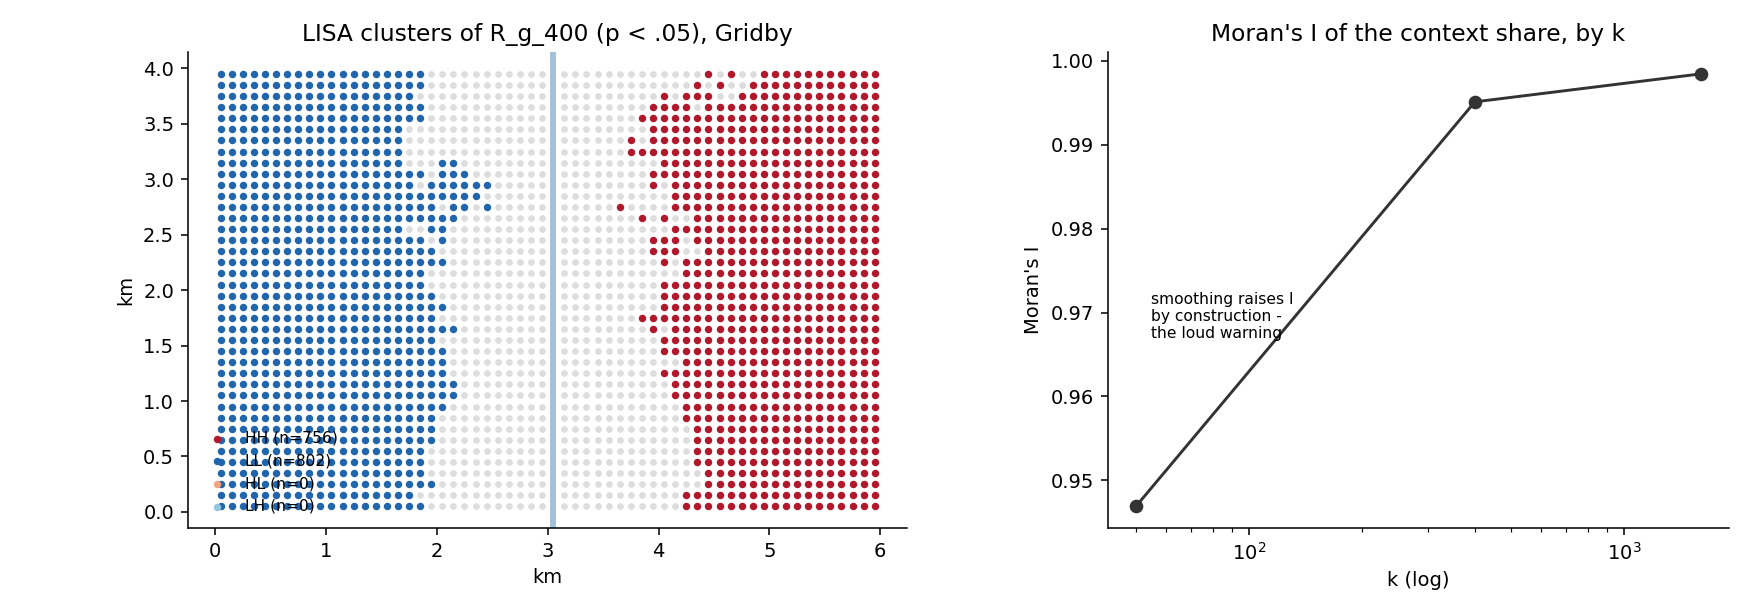 LISA clusters of R_g_400 (p < .05), Gridby
km
4.0
3.5
3.0
2.5
2.0
1.5
1.0
0.5
0.0
HH (n=756)
LL (n=802)
HL (n=0)
LH (n=0)
0 1 2 3 4 5 6
km
Moran's I of the context share, by k
Moran's I
1.00
0.99
0.98
0.97
0.96
0.95
smoothing raises I
by construction -
the loud warning
10² 10³
k (log)